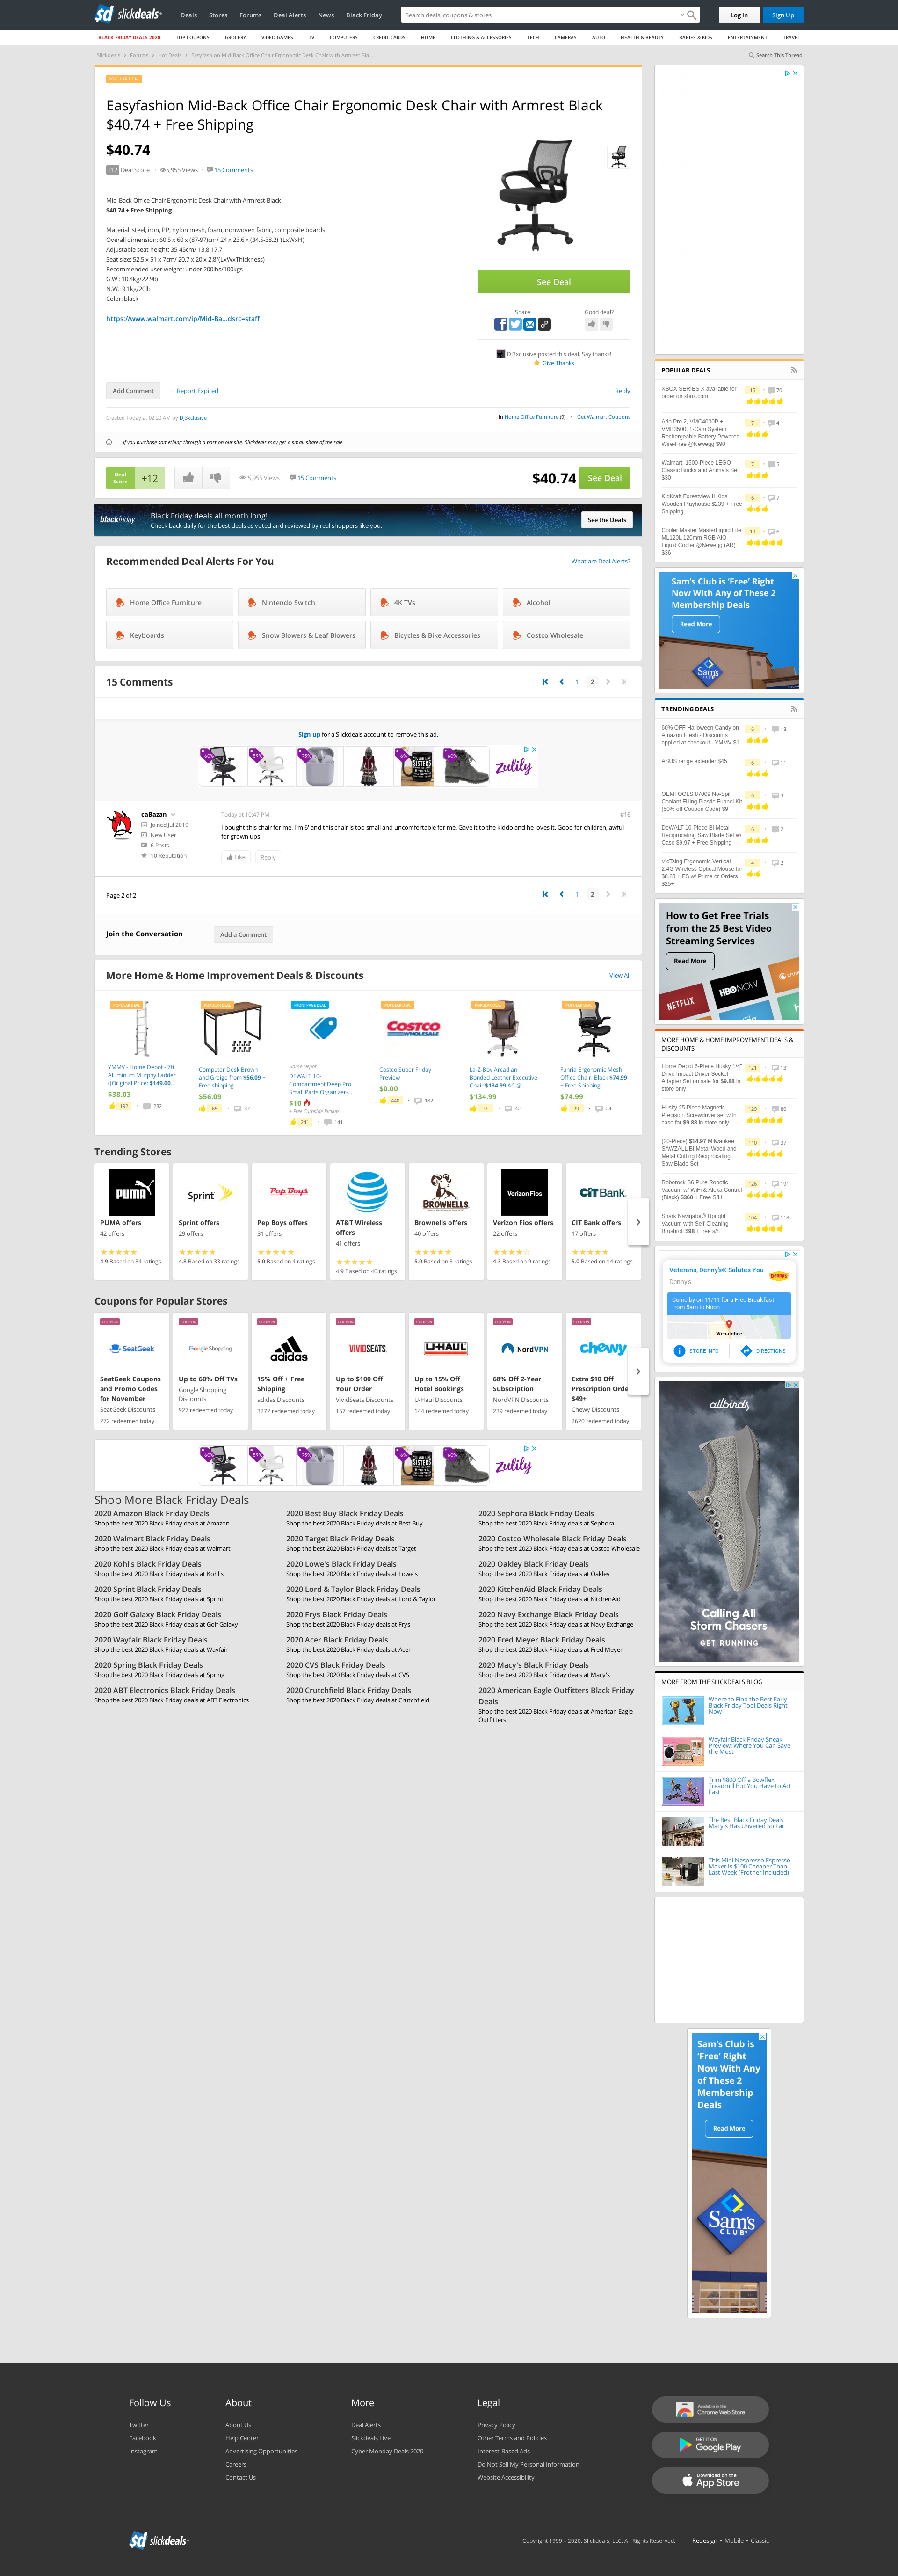 sd slickdeals
Deals Stores Forums Deal Alerts News Black Friday
Search deals, coupons & stores
Log In Sign Up
BLACK FRIDAY DEALS 2020 TOP COUPONS GROCERY VIDEO GAMES TV COMPUTERS CREDIT CARDS HOME CLOTHING & ACCESSORIES TECH CAMERAS AUTO HEALTH & BEAUTY BABIES & KIDS ENTERTAINMENT TRAVEL
Slickdeals Forums Hot Deals Easyfashion Mid-Back Office Chair Ergonomic Desk Chair with Armrest Bla...
Search This Thread
POPULAR DEAL
Easyfashion Mid-Back Office Chair Ergonomic Desk Chair with Armrest Black
$40.74 + Free Shipping
$40.74
+12 Deal Score 5,955 Views 15 Comments
Mid-Back Office Chair Ergonomic Desk Chair with Armrest Black
$40.74 + Free Shipping
Material: steel, iron, PP, nylon mesh, foam, nonwoven fabric, composite boards
Overall dimension: 60.5 x 60 x (87-97)cm/ 24 x 23.6 x (34.5-38.2)"(LxWxH)
Adjustable seat height: 35-45cm/ 13.8-17.7"
Seat size: 52.5 x 51 x 7cm/ 20.7 x 20 x 2.8"(LxWxThickness)
Recommended user weight: under 200lbs/100kgs
G.W.: 10.4kg/22.9lb
N.W.: 9.1kg/20lb
Color: black
https://www.walmart.com/ip/Mid-Ba...dsrc=staff
See Deal
Share
Good deal?
DJ3xclusive posted this deal. Say thanks!
Give Thanks
Add Comment Report Expired
Reply
Created Today at 02:20 AM by DJ3xclusive
in Home Office Furniture (9) Get Walmart Coupons
If you purchase something through a post on our site, Slickdeals may get a small share of the sale.
Deal
Score
+12
5,955 Views 15 Comments
$40.74 See Deal
blackfriday
Black Friday deals all month long!
Check back daily for the best deals as voted and reviewed by real shoppers like you.
See the Deals
Recommended Deal Alerts For You
What are Deal Alerts?
Home Office Furniture Nintendo Switch 4K TVs Alcohol
Keyboards Snow Blowers & Leaf Blowers Bicycles & Bike Accessories Costco Wholesale
15 Comments
1 2
Sign up for a Slickdeals account to remove this ad.
zulily
caBazan
Joined Jul 2019
New User
6 Posts
10 Reputation
Today at 10:47 PM
#16
I bought this chair for me. I'm 6' and this chair is too small and uncomfortable for me. Gave it to the kiddo and he loves it. Good for children, awful
for grown ups.
Like Reply
Page 2 of 2
1 2
Join the Conversation
Add a Comment
More Home & Home Improvement Deals & Discounts
View All
POPULAR DEAL
YMMV - Home Depot - 7ft
Aluminum Murphy Ladder
((Original Price: $149.00...
$38.03
192 232
POPULAR DEAL
Computer Desk Brown
and Greige from $56.09 +
Free shipping
$56.09
65 37
FRONTPAGE DEAL
Home Depot
DEWALT 10-
Compartment Deep Pro
Small Parts Organizer-...
$10
+ Free Curbside Pickup
241 141
POPULAR DEAL
COSTCO WHOLESALE
Costco Super Friday
Preview
$0.00
440 182
POPULAR DEAL
La-Z-Boy Arcadian
Bonded Leather Executive
Chair $134.99 AC @...
$134.99
9 42
POPULAR DEAL
Funria Ergonomic Mesh
Office Chair, Black $74.99
+ Free Shipping
$74.99
29 24
Trending Stores
PUMA
PUMA offers
42 offers
4.9 Based on 34 ratings
Sprint
Sprint offers
29 offers
4.8 Based on 33 ratings
Pep Boys
Pep Boys offers
31 offers
5.0 Based on 4 ratings
AT&T Wireless
offers
41 offers
4.9 Based on 40 ratings
BROWNELLS
Brownells offers
40 offers
5.0 Based on 3 ratings
Verizon Fios
Verizon Fios offers
22 offers
4.3 Based on 9 ratings
CIT BANK
CIT Bank offers
17 offers
5.0 Based on 14 ratings
Coupons for Popular Stores
COUPON
SeatGeek
SeatGeek Coupons
and Promo Codes
for November
SeatGeek Discounts
272 redeemed today
COUPON
Google Shopping
Up to 60% Off TVs
Google Shopping
Discounts
927 redeemed today
COUPON
adidas
15% Off + Free
Shipping
adidas Discounts
3272 redeemed today
COUPON
VIVIDSEATS
Up to $100 Off
Your Order
VividSeats Discounts
157 redeemed today
COUPON
U-HAUL
Up to 15% Off
Hotel Bookings
U-Haul Discounts
144 redeemed today
COUPON
NordVPN
68% Off 2-Year
Subscription
NordVPN Discounts
239 redeemed today
COUPON
chewy
Extra $10 Off
Prescription Orde
$49+
Chewy Discounts
2620 redeemed today
zulily
Shop More Black Friday Deals
2020 Amazon Black Friday Deals
Shop the best 2020 Black Friday deals at Amazon
2020 Best Buy Black Friday Deals
Shop the best 2020 Black Friday deals at Best Buy
2020 Sephora Black Friday Deals
Shop the best 2020 Black Friday deals at Sephora
2020 Walmart Black Friday Deals
Shop the best 2020 Black Friday deals at Walmart
2020 Target Black Friday Deals
Shop the best 2020 Black Friday deals at Target
2020 Costco Wholesale Black Friday Deals
Shop the best 2020 Black Friday deals at Costco Wholesale
2020 Kohl's Black Friday Deals
Shop the best 2020 Black Friday deals at Kohl's
2020 Lowe's Black Friday Deals
Shop the best 2020 Black Friday deals at Lowe's
2020 Oakley Black Friday Deals
Shop the best 2020 Black Friday deals at Oakley
2020 Sprint Black Friday Deals
Shop the best 2020 Black Friday deals at Sprint
2020 Lord & Taylor Black Friday Deals
Shop the best 2020 Black Friday deals at Lord & Taylor
2020 KitchenAid Black Friday Deals
Shop the best 2020 Black Friday deals at KitchenAid
2020 Golf Galaxy Black Friday Deals
Shop the best 2020 Black Friday deals at Golf Galaxy
2020 Frys Black Friday Deals
Shop the best 2020 Black Friday deals at Frys
2020 Navy Exchange Black Friday Deals
Shop the best 2020 Black Friday deals at Navy Exchange
2020 Wayfair Black Friday Deals
Shop the best 2020 Black Friday deals at Wayfair
2020 Acer Black Friday Deals
Shop the best 2020 Black Friday deals at Acer
2020 Fred Meyer Black Friday Deals
Shop the best 2020 Black Friday deals at Fred Meyer
2020 Spring Black Friday Deals
Shop the best 2020 Black Friday deals at Spring
2020 CVS Black Friday Deals
Shop the best 2020 Black Friday deals at CVS
2020 Macy's Black Friday Deals
Shop the best 2020 Black Friday deals at Macy's
2020 ABT Electronics Black Friday Deals
Shop the best 2020 Black Friday deals at ABT Electronics
2020 Crutchfield Black Friday Deals
Shop the best 2020 Black Friday deals at Crutchfield
2020 American Eagle Outfitters Black Friday
Deals
Shop the best 2020 Black Friday deals at American Eagle
Outfitters
POPULAR DEALS
XBOX SERIES X available for
order on xbox.com
15 70
Arlo Pro 2, VMC4030P +
VMB3500, 1-Cam System
Rechargeable Battery Powered
Wire-Free @Newegg $90
7 4
Walmart: 1500-Piece LEGO
Classic Bricks and Animals Set
$30
7 5
KidKraft Forestview II Kids'
Wooden Playhouse $239 + Free
Shipping
6 7
Cooler Master MasterLiquid Lite
ML120L 120mm RGB AIO
Liquid Cooler @Newegg (AR)
$36
19 6
Sam's Club is 'Free' Right
Now With Any of These 2
Membership Deals
Read More
Sam's
CLUB
TRENDING DEALS
60% OFF Halloween Candy on
Amazon Fresh - Discounts
applied at checkout - YMMV $1
6 18
ASUS range extender $45
6 11
OEMTOOLS 87009 No-Spill
Coolant Filling Plastic Funnel Kit
(50% off Coupon Code) $9
6 3
DeWALT 10-Piece Bi-Metal
Reciprocating Saw Blade Set w/
Case $9.97 + Free Shipping
6 2
VicTsing Ergonomic Vertical
2.4G Wireless Optical Mouse for
$8.83 + FS w/ Prime or Orders
$25+
4 2
How to Get Free Trials
from the 25 Best Video
Streaming Services
Read More
NETFLIX
HBONOW
MORE HOME & HOME IMPROVEMENT DEALS &
DISCOUNTS
Home Depot 6-Piece Husky 1/4"
Drive Impact Driver Socket
Adapter Set on sale for $9.88 in
store only
121 13
Husky 25 Piece Magnetic
Precision Screwdriver set with
case for $9.88 in store only.
129 80
(20-Piece) $14.97 Milwaukee
SAWZALL Bi-Metal Wood and
Metal Cutting Reciprocating
Saw Blade Set
110 37
Roborock S6 Pure Robotic
Vacuum w/ WiFi & Alexa Control
(Black) $360 + Free S/H
126 191
Shark Navigator® Upright
Vacuum with Self-Cleaning
Brushroll $98 + free s/h
104 118
Veterans, Denny's® Salutes You
Denny's
Denny's
Come by on 11/11 for a Free Breakfast
from 5am to Noon
Wenatchee
STORE INFO DIRECTIONS
allbirds
Calling All
Storm Chasers
GET RUNNING
MORE FROM THE SLICKDEALS BLOG
Where to Find the Best Early
Black Friday Tool Deals Right
Now
Wayfair Black Friday Sneak
Preview: Where You Can Save
the Most
Trim $800 Off a Bowflex
Treadmill But You Have to Act
Fast
The Best Black Friday Deals
Macy's Has Unveiled So Far
This Mini Nespresso Espresso
Maker Is $100 Cheaper Than
Last Week (Frother Included)
Sam's Club is
'Free' Right
Now With Any
of These 2
Membership
Deals
Read More
Sam's
CLUB
Follow Us
Twitter
Facebook
Instagram
About
About Us
Help Center
Advertising Opportunities
Careers
Contact Us
More
Deal Alerts
Slickdeals Live
Cyber Monday Deals 2020
Legal
Privacy Policy
Other Terms and Policies
Interest-Based Ads
Do Not Sell My Personal Information
Website Accessibility
Available in the
Chrome Web Store
GET IT ON
Google Play
Download on the
App Store
sd slickdeals
Copyright 1999 - 2020. Slickdeals, LLC. All Rights Reserved. Redesign • Mobile • Classic